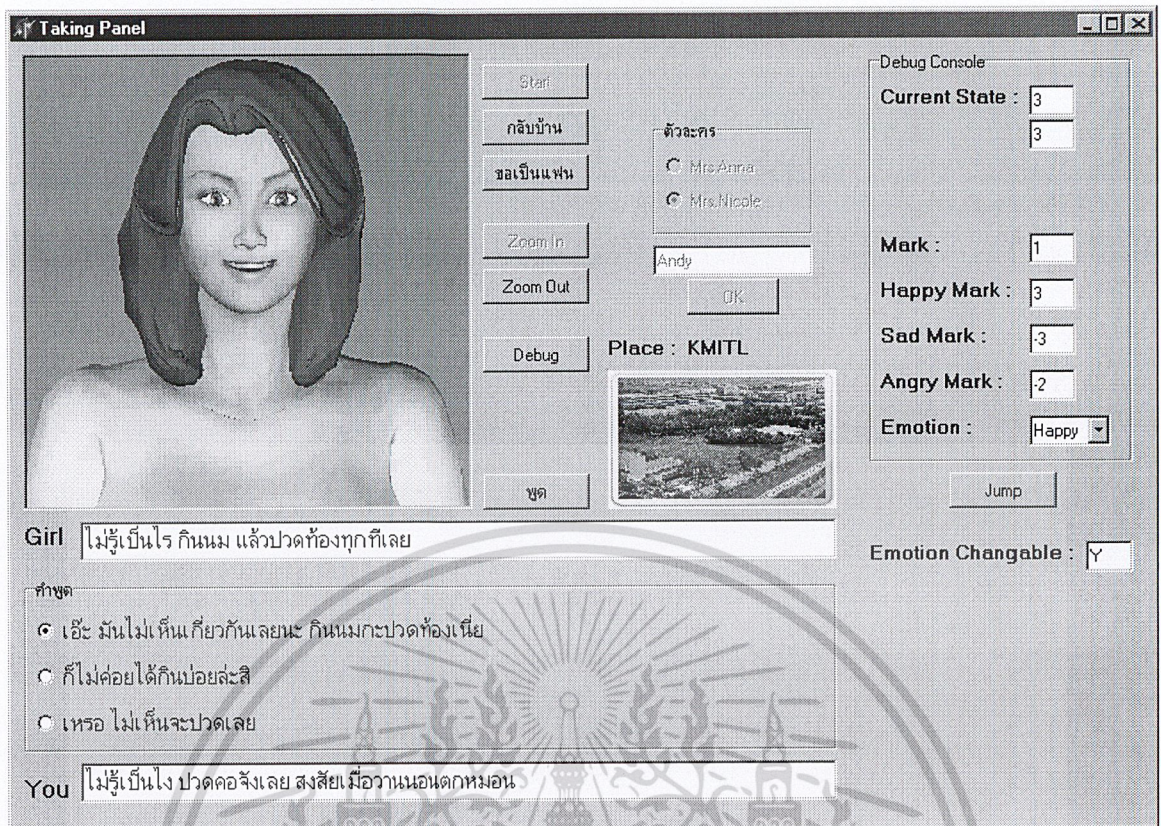 Taking Panel
Start
กลับบ้าน
ขอเป็นแฟน
Zoom In
Zoom Out
Debug
พูด
ตัวละคร
Mrs.Anna
Mrs.Nicole
Andy
OK
Place : KMITL
Debug Console
Current State : 3
3
Mark : 1
Happy Mark : 3
Sad Mark : -3
Angry Mark : -2
Emotion : Happy
Jump
Emotion Changable : Y
Girl ไม่รู้เป็นไร กินนม แล้วปวดท้องทุกทีเลย
คำพูด
เอ๊ะ มันไม่เห็นเกี่ยวกันเลยนะ กินนมกะปวดท้องเนี่ย
ก็ไม่ค่อยได้กินบ่อยล่ะสิ
เหรอ ไม่เห็นจะปวดเลย
You ไม่รู้เป็นไง ปวดคอจังเลย สงสัยเมื่อวานนอนตกหมอน